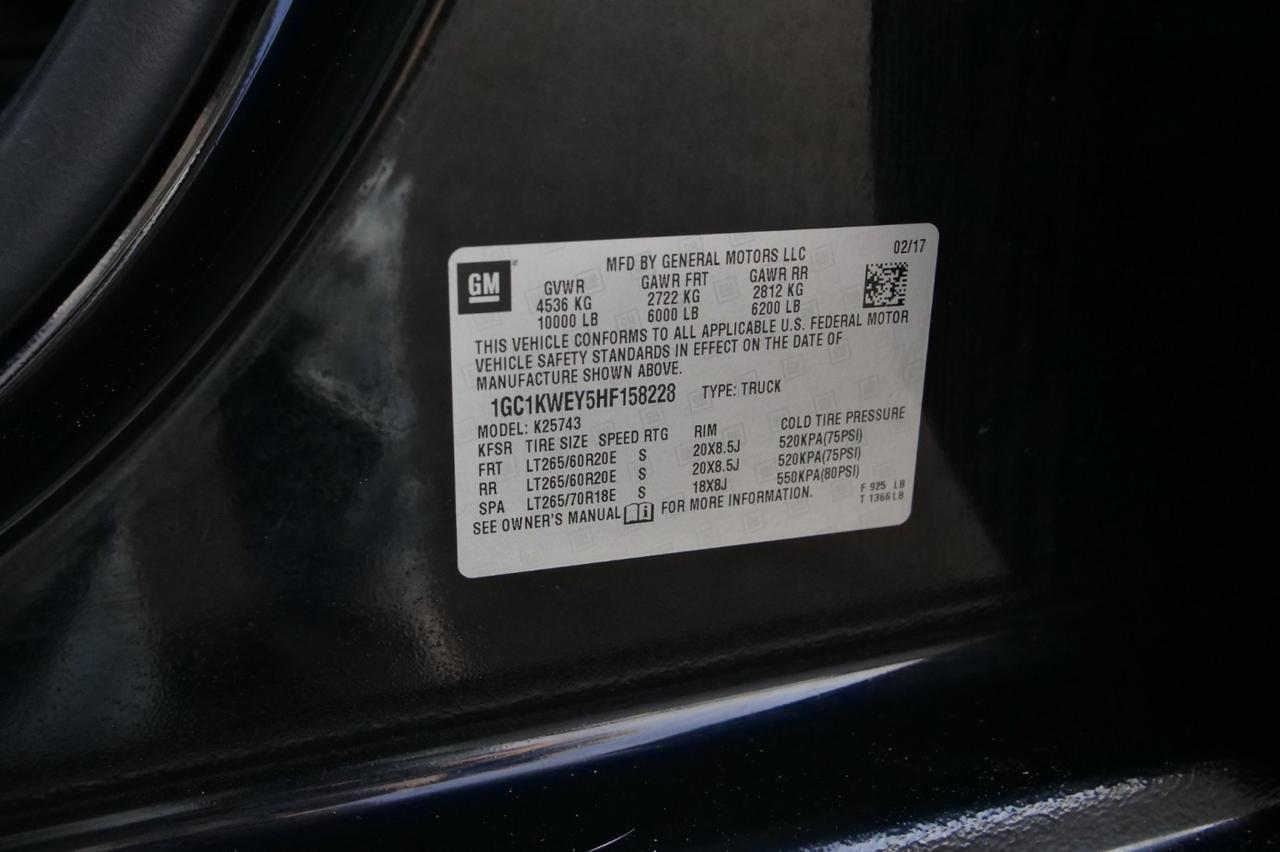 GM
MFD BY GENERAL MOTORS LLC 02/17
GVWR GAWR FRT GAWR RR
4536 KG 2722 KG 2812 KG
10000 LB 6000 LB 6200 LB
THIS VEHICLE CONFORMS TO ALL APPLICABLE U.S. FEDERAL MOTOR
VEHICLE SAFETY STANDARDS IN EFFECT ON THE DATE OF
MANUFACTURE SHOWN ABOVE.
1GC1KWEY5HF158228 TYPE: TRUCK
MODEL: K25743
KFSR TIRE SIZE SPEED RTG RIM COLD TIRE PRESSURE
FRT LT265/60R20E S 20X8.5J 520KPA(75PSI)
RR LT265/60R20E S 20X8.5J 520KPA(75PSI)
SPA LT265/70R18E S 18X8J 550KPA(80PSI)
SEE OWNER'S MANUAL FOR MORE INFORMATION.
F 925 LB
T 1366 LB